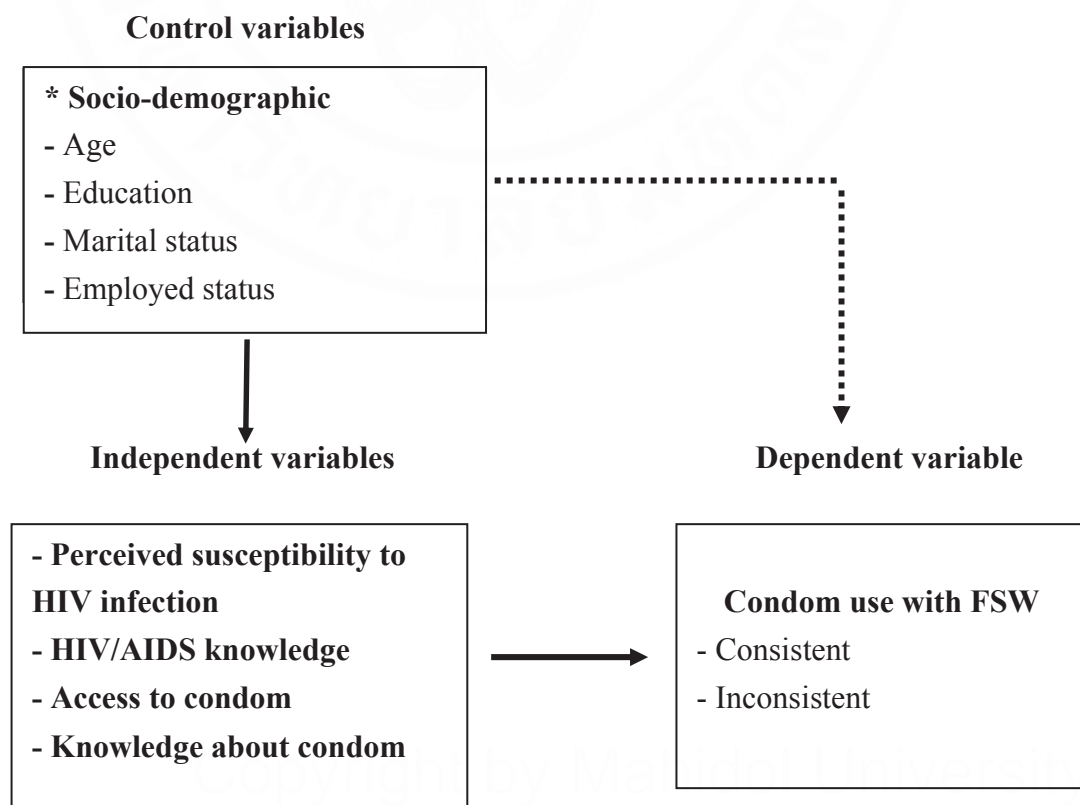 Control variables
* Socio-demographic
- Age
- Education
- Marital status
- Employed status
Independent variables
Dependent variable
- Perceived susceptibility to
HIV infection
- HIV/AIDS knowledge
- Access to condom
- Knowledge about condom
Condom use with FSW
- Consistent
- Inconsistent
Copyright by Mahidol University